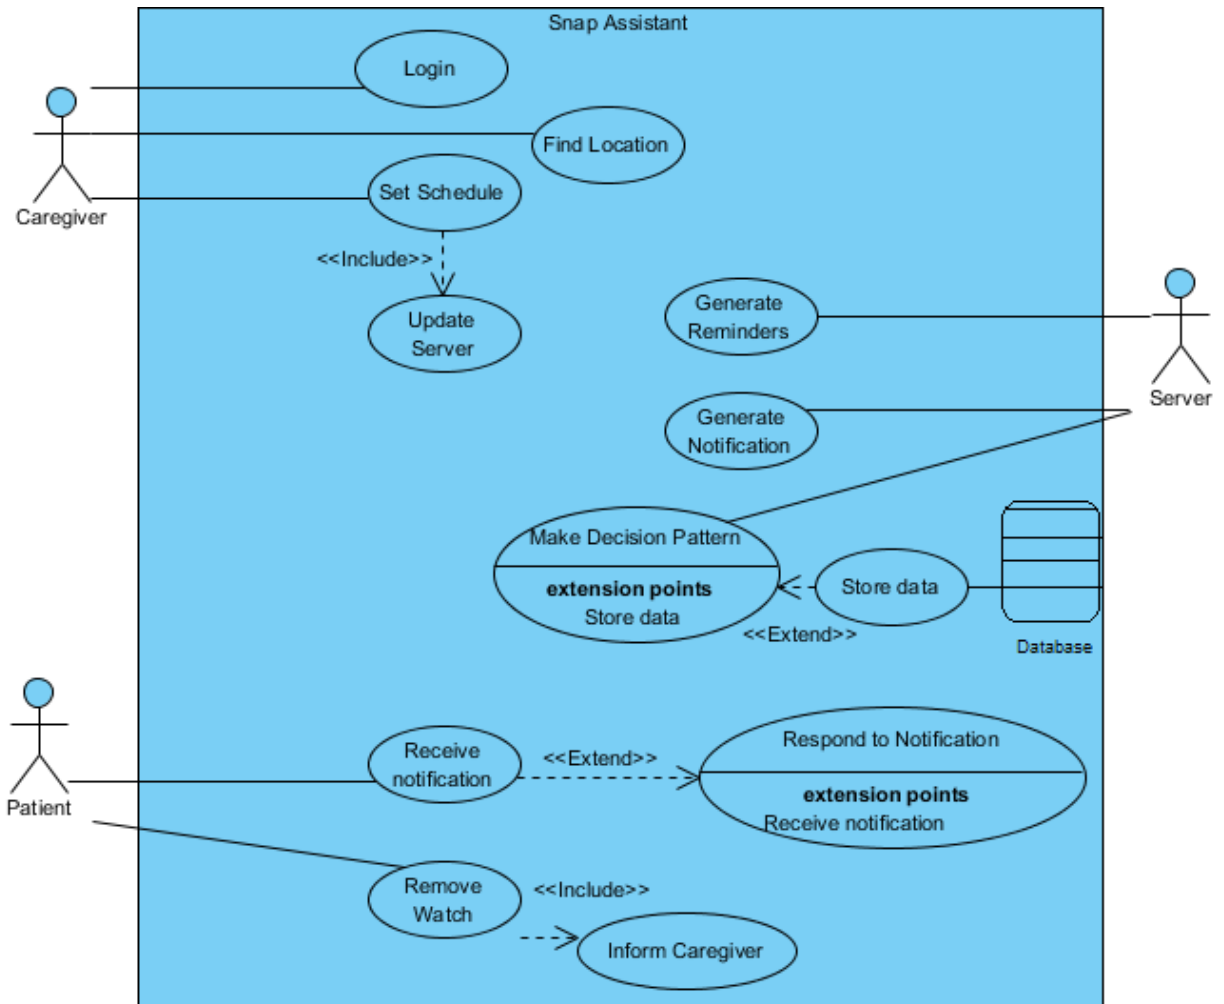 Snap Assistant
Login
Find Location
Set Schedule
Caregiver
<<Include>>
Update
Server
Generate
Reminders
Server
Generate
Notification
Make Decision Pattern
extension points
Store data
Store data
<<Extend>>
Database
Receive
notification
<<Extend>>
Respond to Notification
extension points
Receive notification
Patient
Remove
Watch
<<Include>>
Inform Caregiver